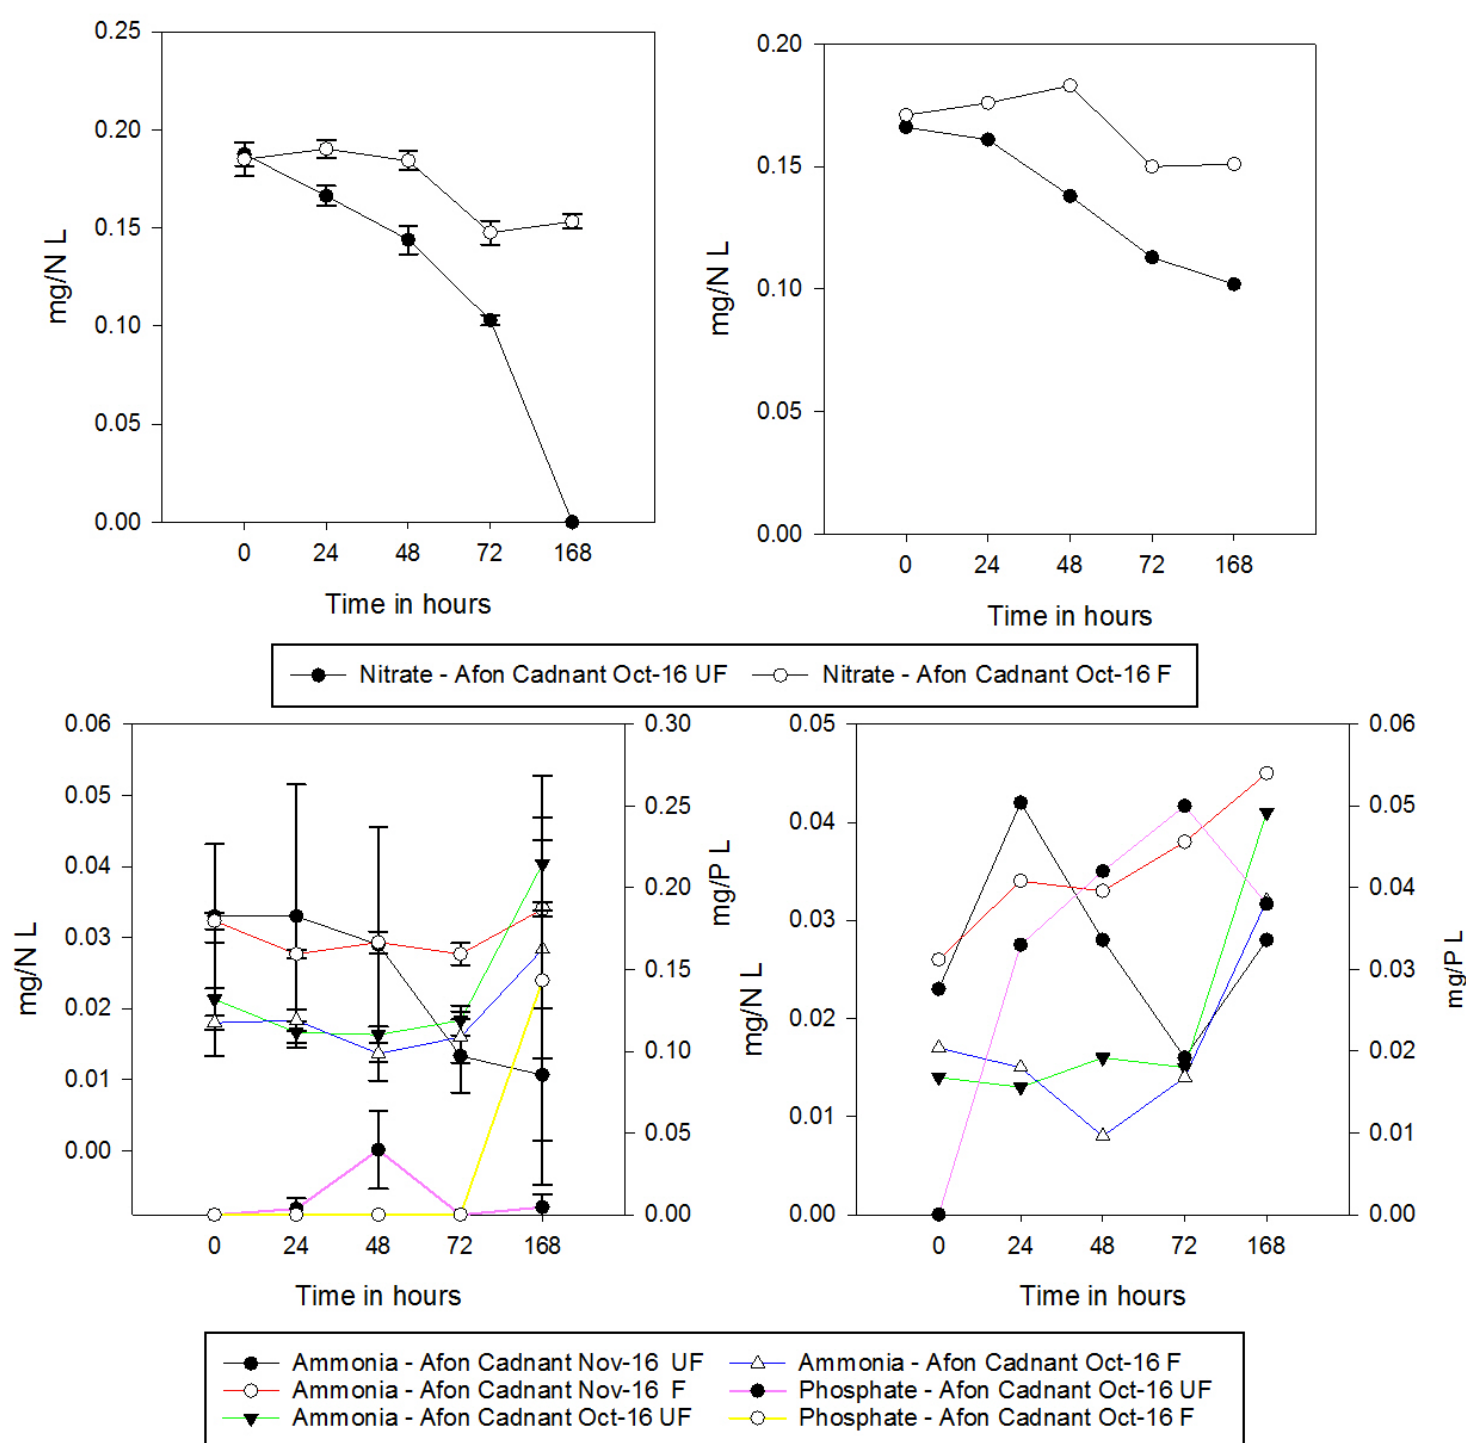 0.25
0.20
0.15
0.10
0.05
0.00
mg/N L
0 24 48 72 168
Time in hours
0.20
0.15
0.10
0.05
0.00
mg/N L
0 24 48 72 168
Time in hours
Nitrate - Afon Cadnant Oct-16 UF Nitrate - Afon Cadnant Oct-16 F
0.06
0.05
0.04
0.03
0.02
0.01
0.00
mg/N L
0.30
0.25
0.20
0.15
0.10
0.05
0.00
mg/P L
0 24 48 72 168
Time in hours
0.05
0.04
0.03
0.02
0.01
0.00
mg/N L
0.06
0.05
0.04
0.03
0.02
0.01
0.00
mg/P L
0 24 48 72 168
Time in hours
Ammonia - Afon Cadnant Nov-16 UF Ammonia - Afon Cadnant Oct-16 F
Ammonia - Afon Cadnant Nov-16 F Phosphate - Afon Cadnant Oct-16 UF
Ammonia - Afon Cadnant Oct-16 UF Phosphate - Afon Cadnant Oct-16 F